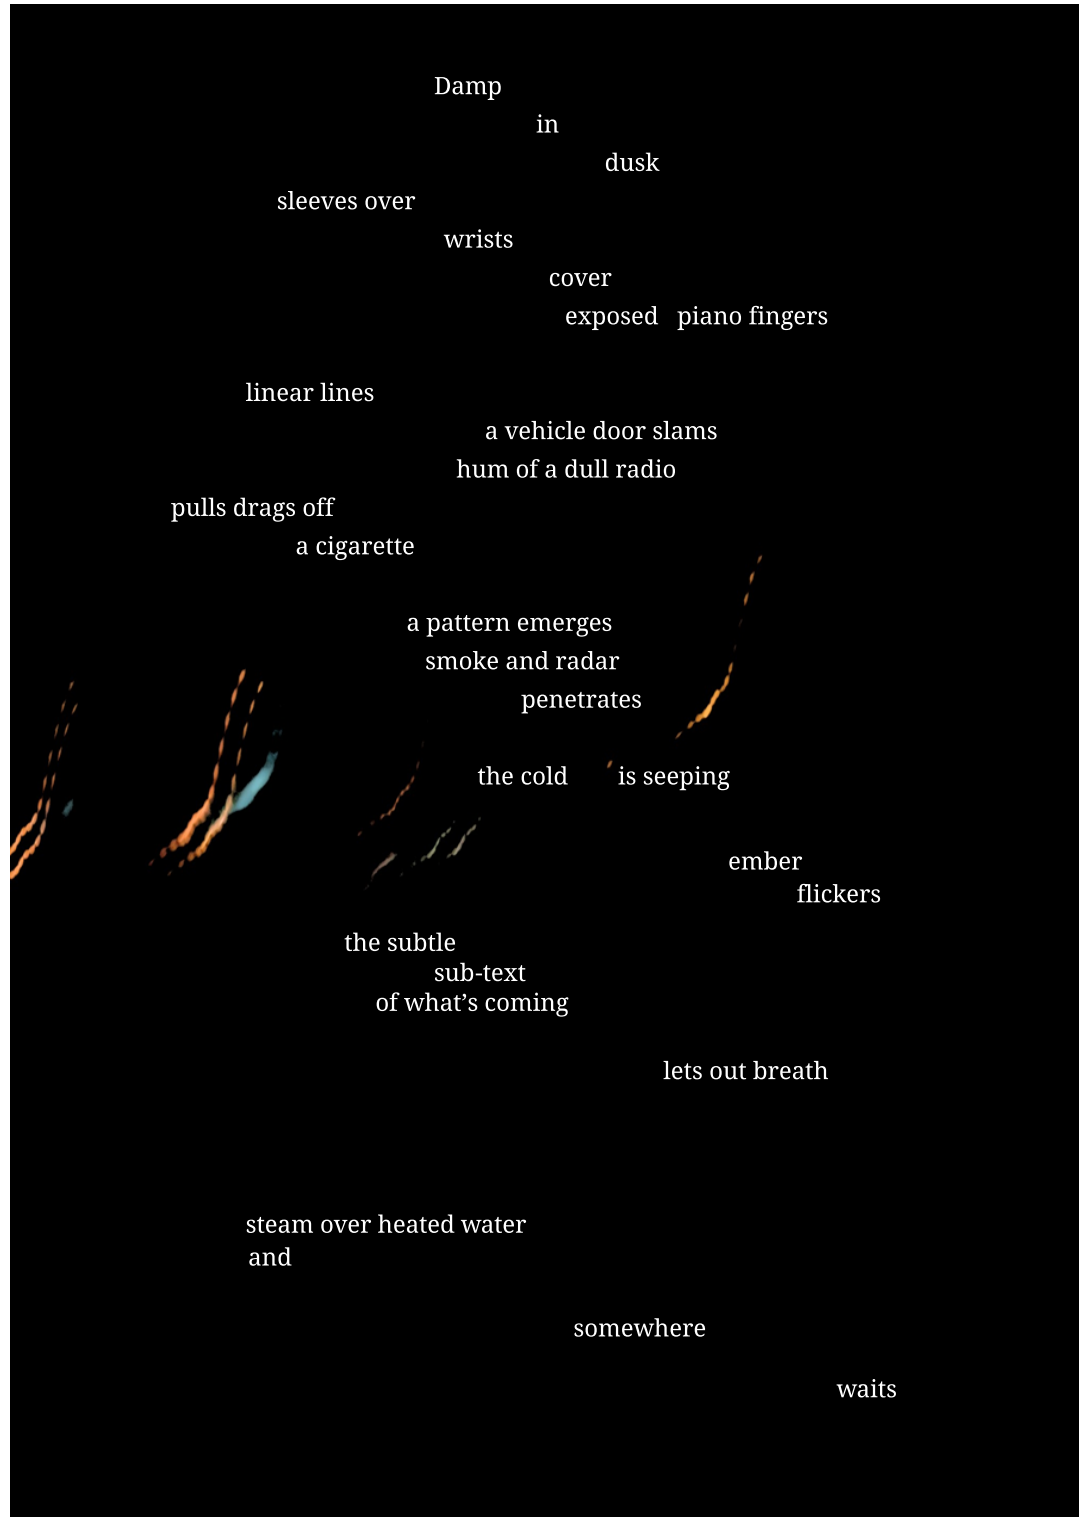 Damp
in
dusk
sleeves over
wrists
cover
exposed piano fingers
linear lines
a vehicle door slams
hum of a dull radio
pulls drags off
a cigarette
a pattern emerges
smoke and radar
penetrates
the cold is seeping
ember
flickers
the subtle
sub-text
of what’s coming
lets out breath
steam over heated water
and
somewhere
waits